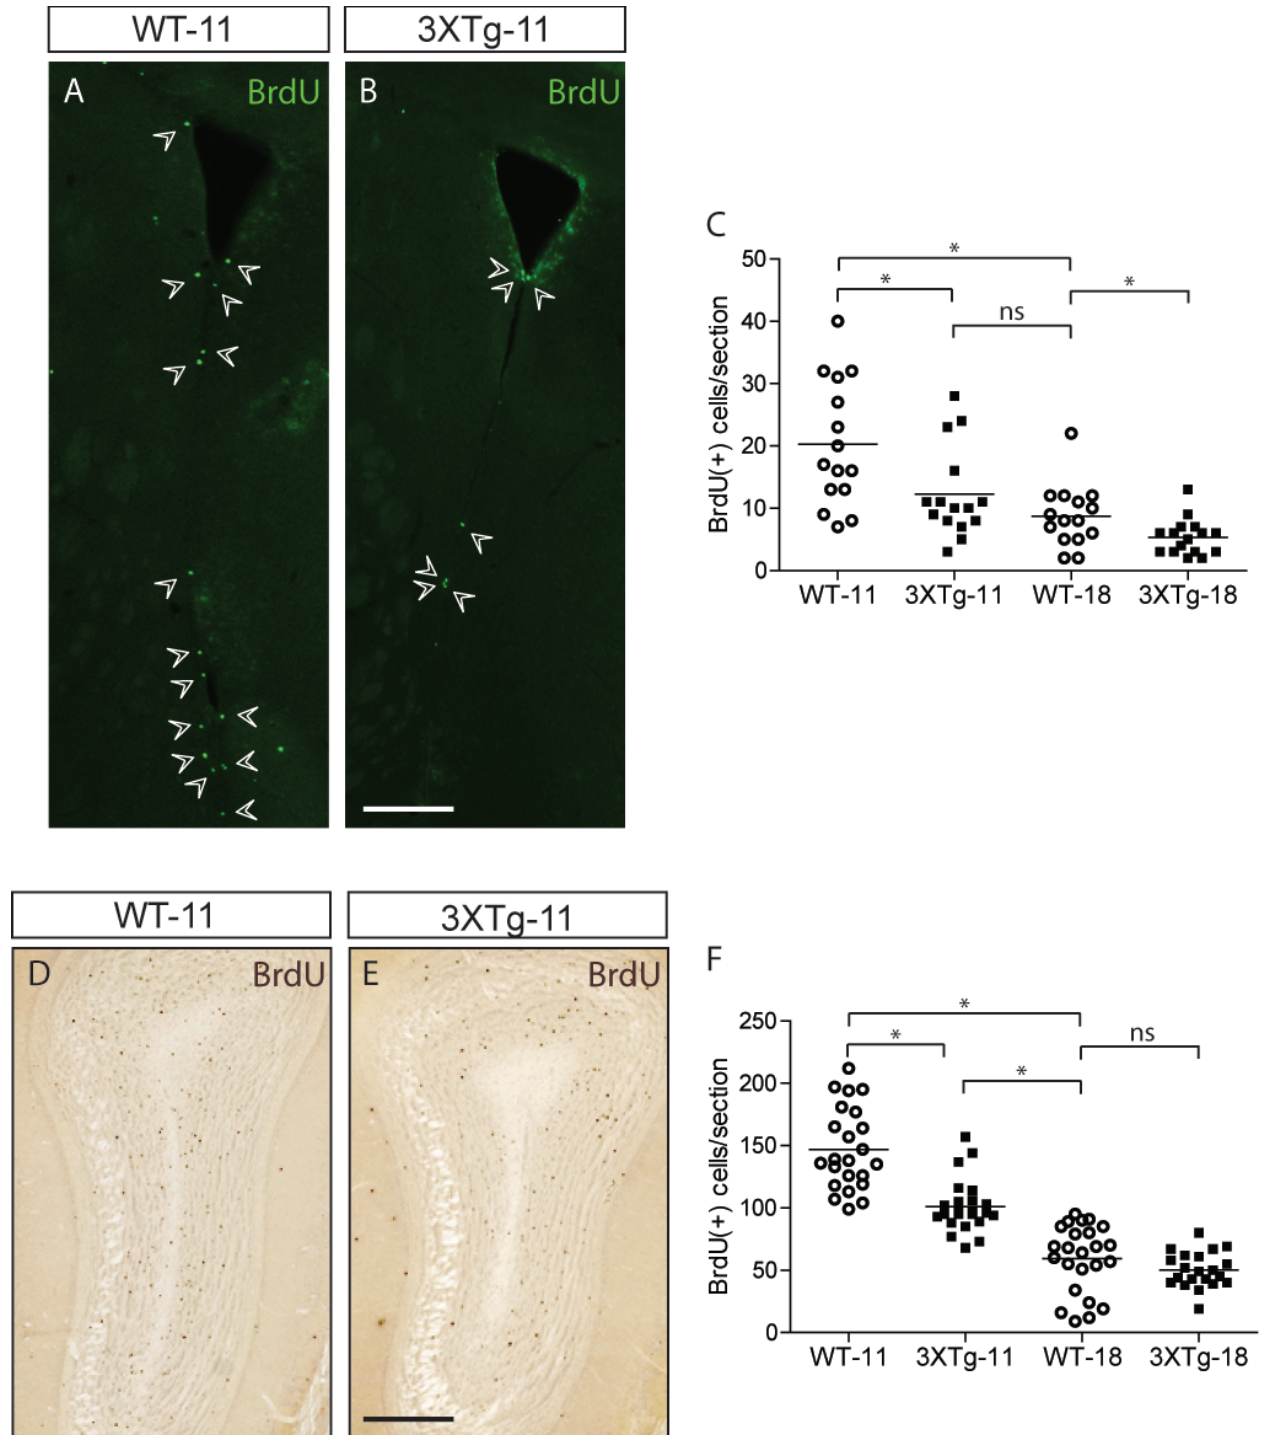 WT-11
3XTg-11
A
BrdU
B
BrdU
C
BrdU(+) cells/section
50
40
30
20
10
0
*
*
*
ns
WT-11
3XTg-11
WT-18
3XTg-18
WT-11
3XTg-11
D
BrdU
E
BrdU
F
BrdU(+) cells/section
250
200
150
100
50
0
*
*
ns
*
WT-11
3XTg-11
WT-18
3XTg-18